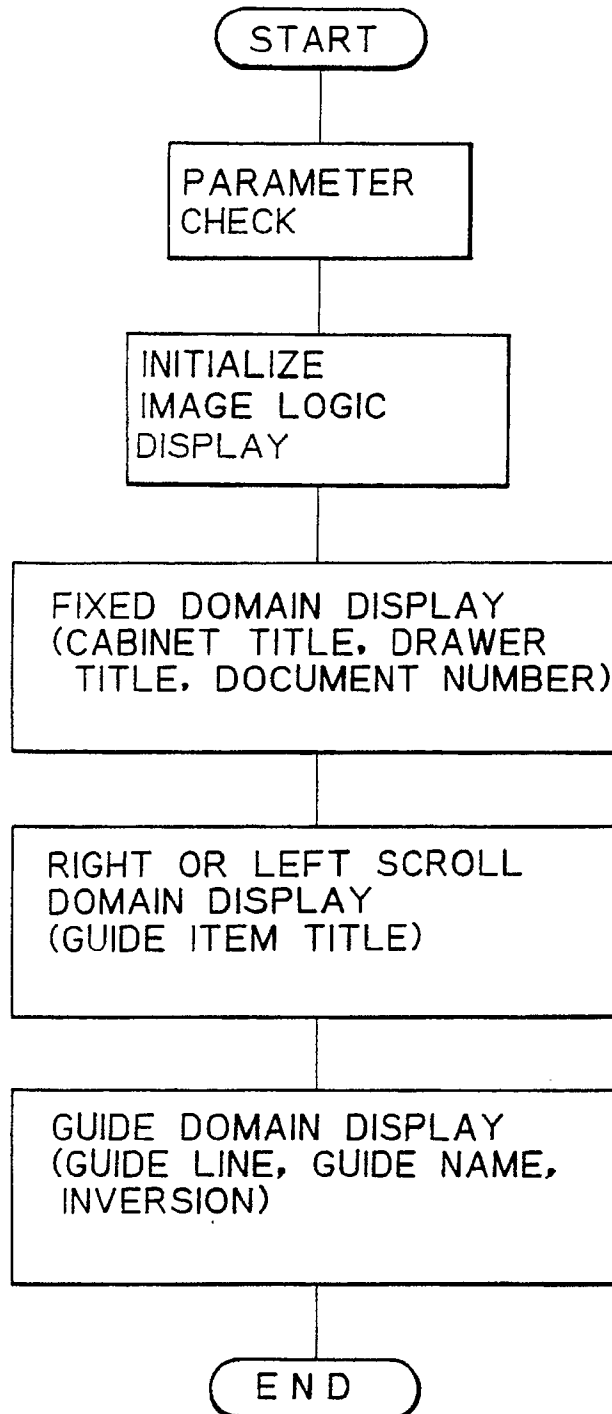 START
PARAMETER
CHECK
INITIALIZE
IMAGE LOGIC
DISPLAY
FIXED DOMAIN DISPLAY
(CABINET TITLE, DRAWER
TITLE, DOCUMENT NUMBER)
RIGHT OR LEFT SCROLL
DOMAIN DISPLAY
(GUIDE ITEM TITLE)
GUIDE DOMAIN DISPLAY
(GUIDE LINE, GUIDE NAME,
INVERSION)
END